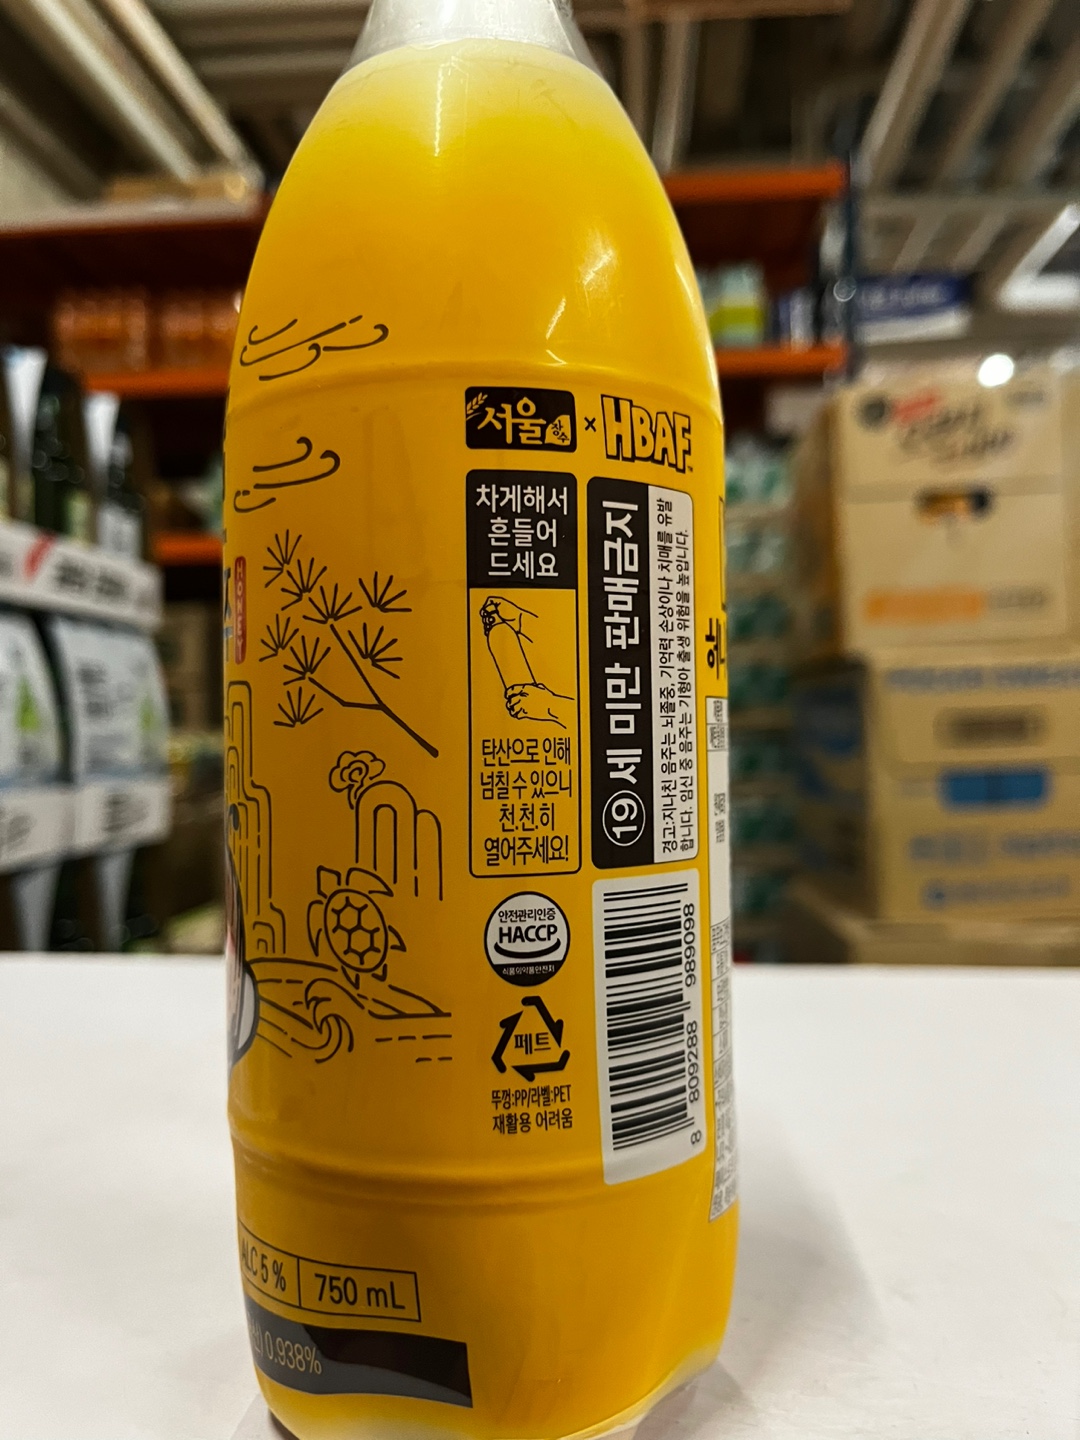 서울
장수
×
HBAF
차게해서
흔들어
드세요
탄산으로 인해
넘칠 수 있으니
천.천.히
열어주세요!
19세 미만 판매금지
경고:지나친 음주는 뇌졸중, 기억력 손상이나 치매를 유발
합니다. 임신 중 음주는 기형아 출생 위험을 높입니다.
안전관리인증
HACCP
식품의약품안전처
페트
뚜껑:PP/라벨:PET
재활용 어려움
8 809288 989098
ALC 5 %
750 mL
0.938%